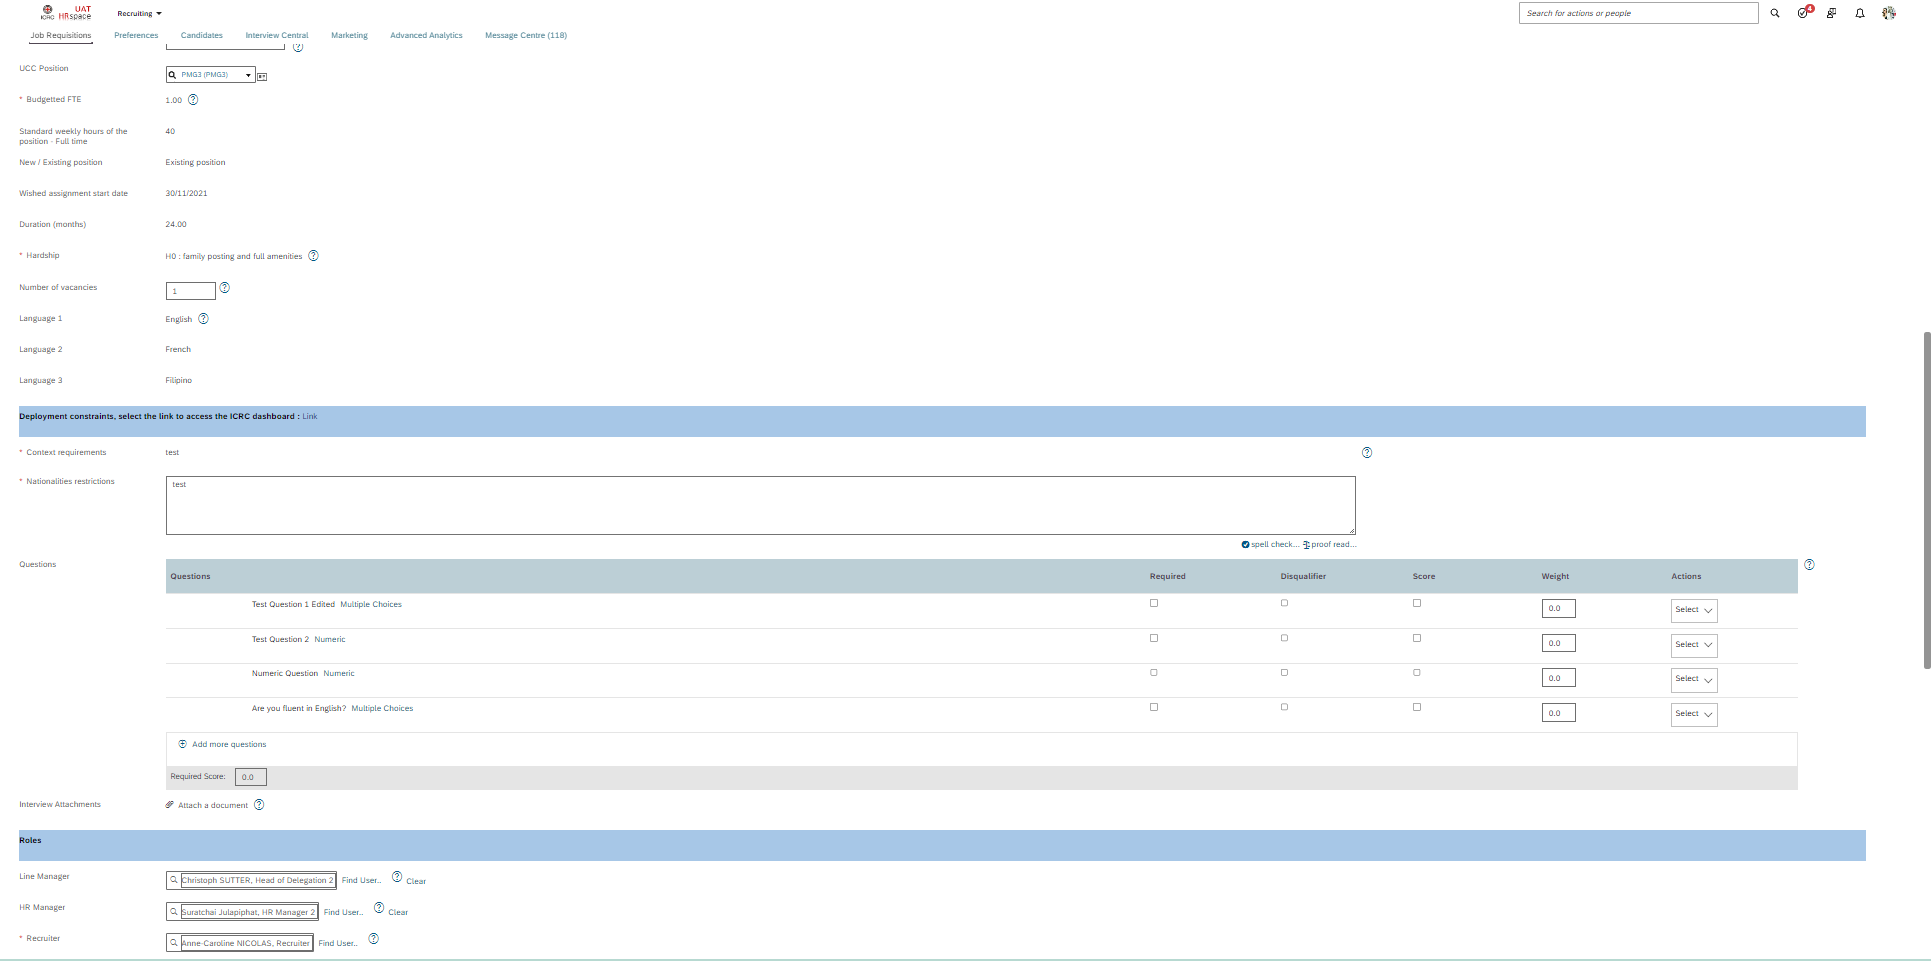 ICRC UAT HRspace Recruiting Search for actions or people 4
Job Requisitions Preferences Candidates Interview Central Marketing Advanced Analytics Message Centre (118)
UCC Position PMG3 (PMG3)
* Budgetted FTE 1.00
Standard weekly hours of the position - Full time 40
New / Existing position Existing position
Wished assignment start date 30/11/2021
Duration (months) 24.00
* Hardship H0 : family posting and full amenities
Number of vacancies 1
Language 1 English
Language 2 French
Language 3 Filipino
Deployment constraints, select the link to access the ICRC dashboard : Link
* Context requirements test
* Nationalities restrictions test
spell check... proof read...
Questions
Questions Required Disqualifier Score Weight Actions
Test Question 1 Edited Multiple Choices 0.0 Select
Test Question 2 Numeric 0.0 Select
Numeric Question Numeric 0.0 Select
Are you fluent in English? Multiple Choices 0.0 Select
Add more questions
Required Score: 0.0
Interview Attachments Attach a document
Roles
Line Manager Christoph SUTTER, Head of Delegation 2 Find User.. Clear
HR Manager Suratchai Julapiphat, HR Manager 2 Find User.. Clear
* Recruiter Anne-Caroline NICOLAS, Recruiter Find User..